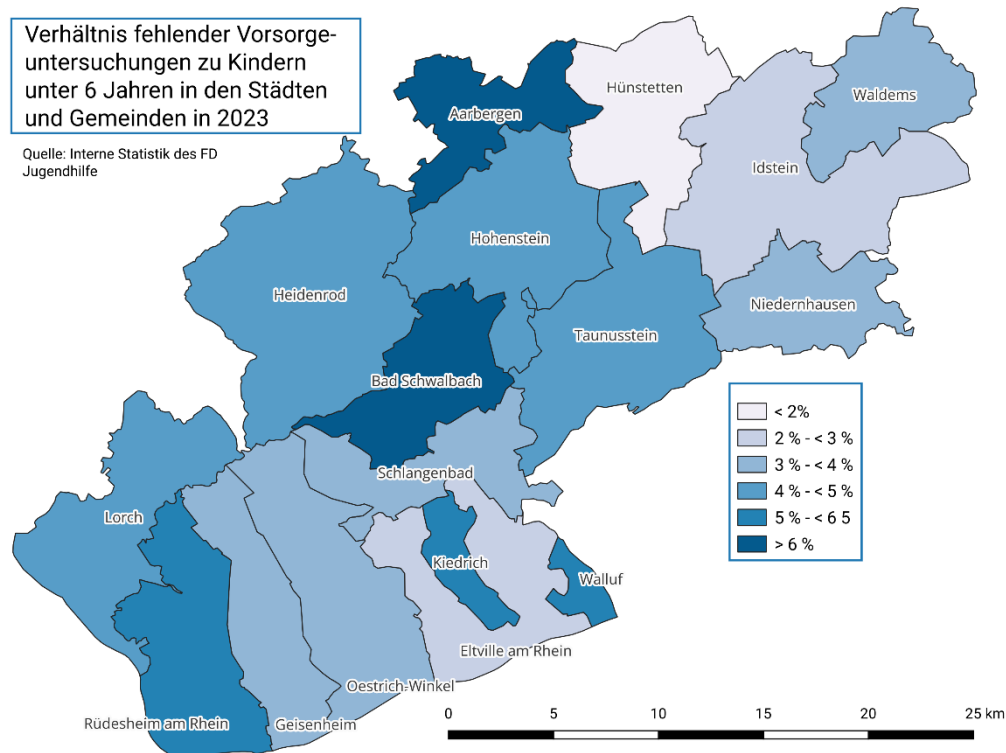 Verhältnis fehlender Vorsorge-
untersuchungen zu Kindern
unter 6 Jahren in den Städten
und Gemeinden in 2023
Quelle: Interne Statistik des FD
Jugendhilfe
Hünstetten
Waldems
Aarbergen
Idstein
Hohenstein
Heidenrod
Niedernhausen
Taunusstein
Bad Schwalbach
Schlangenbad
Lorch
Kiedrich
Walluf
Eltville am Rhein
Oestrich-Winkel
Rüdesheim am Rhein
Geisenheim
< 2%
2 % - < 3 %
3 % - < 4 %
4 % - < 5 %
5 % - < 6 5
> 6 %
0 5 10 15 20 25 km